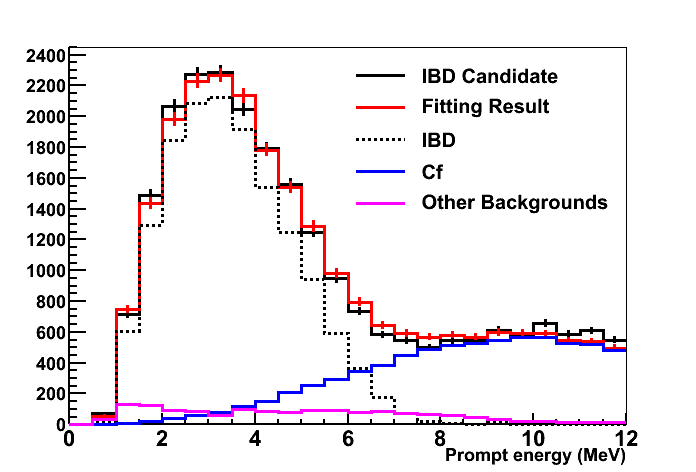 2400
2200
2000
1800
1600
1400
1200
1000
800
600
400
200
0
IBD Candidate
Fitting Result
IBD
Cf
Other Backgrounds
0 2 4 6 8 10 12
Prompt energy (MeV)